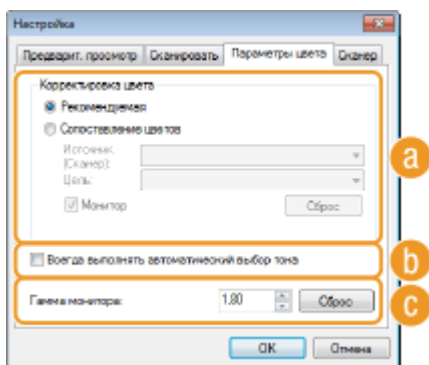 Настройка
Предварит. просмотр Сканировать Параметры цвета Сканер
Корректировка цвета
Рекомендуемая
Сопоставление цветов
Источник
(Сканер):
Цель:
Монитор Сброс
a
Всегда выполнять автоматический выбор тона
b
Гамма монитора: 1,80 Сброс
c
OK Отмена